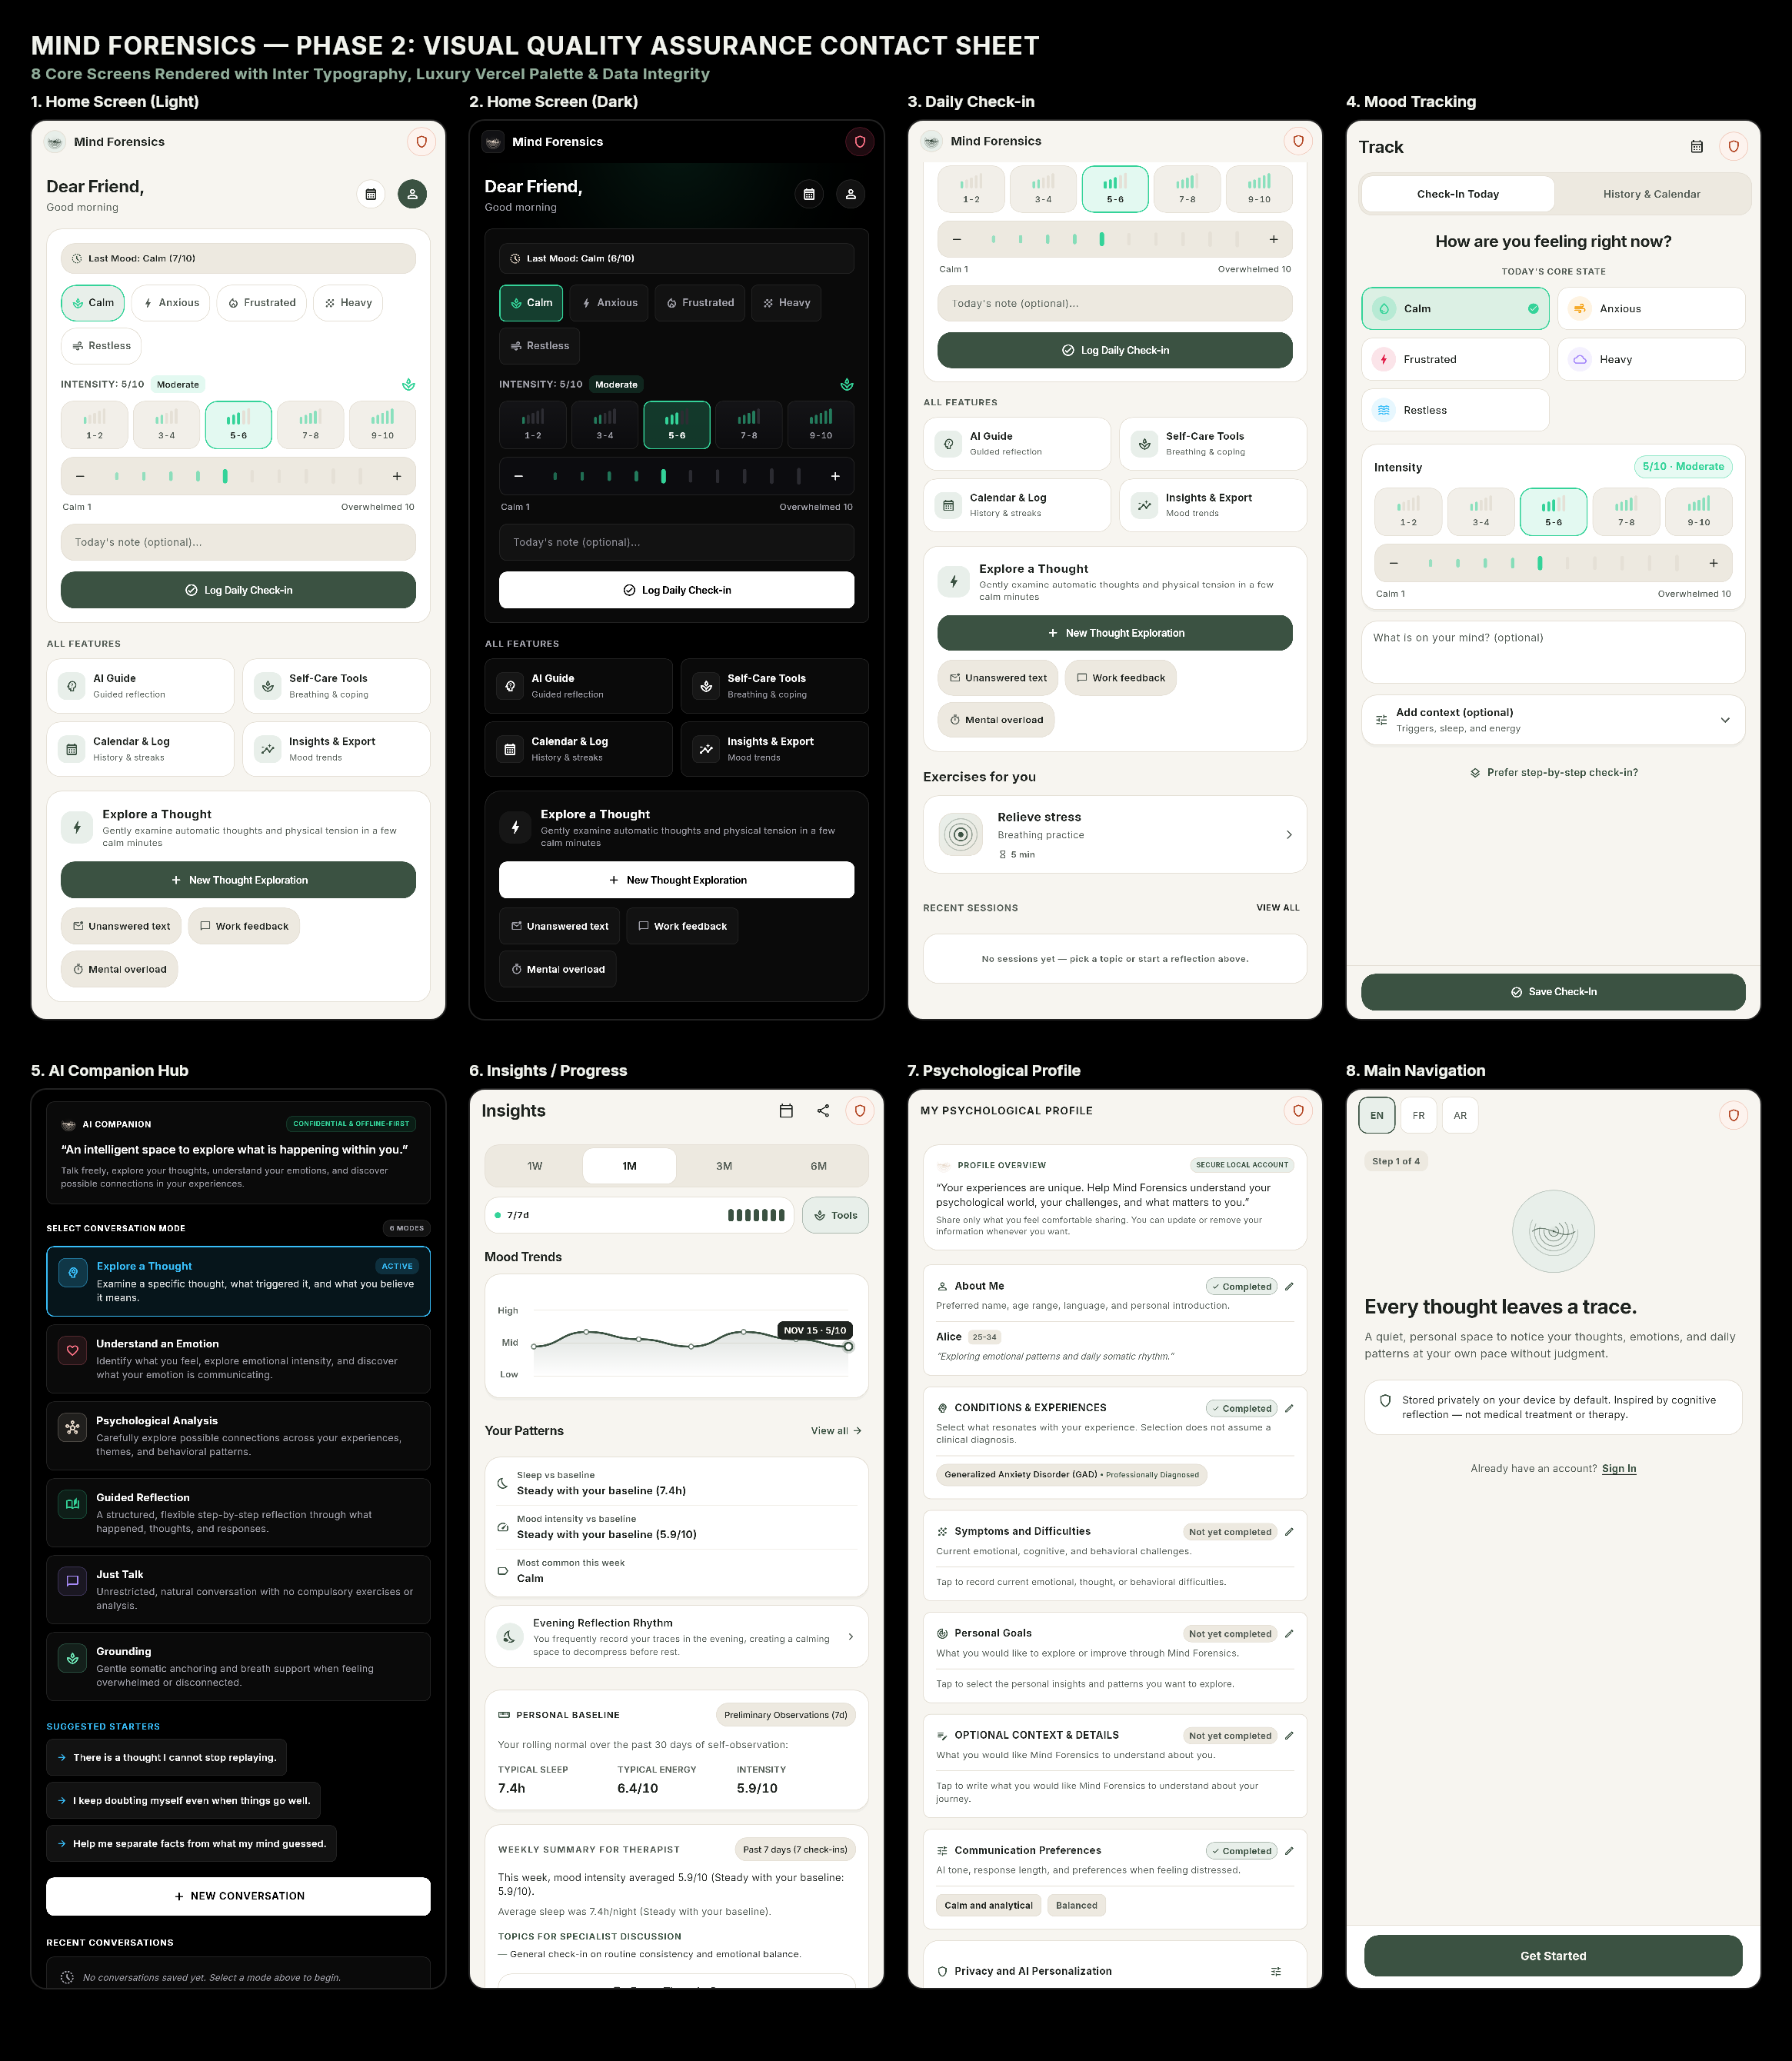 MIND FORENSICS — PHASE 2: VISUAL QUALITY ASSURANCE CONTACT SHEET
8 Core Screens Rendered with Inter Typography, Luxury Vercel Palette & Data Integrity
1. Home Screen (Light)
Mind Forensics
Dear Friend,
Good morning
Last Mood: Calm (7/10)
Calm
Anxious
Frustrated
Heavy
Restless
INTENSITY: 5/10 Moderate
1-2
3-4
5-6
7-8
9-10
− +
Calm 1
Overwhelmed 10
Today's note (optional)...
Log Daily Check-in
ALL FEATURES
AI Guide
Guided reflection
Self-Care Tools
Breathing & coping
Calendar & Log
History & streaks
Insights & Export
Mood trends
Explore a Thought
Gently examine automatic thoughts and physical tension in a few
calm minutes
+ New Thought Exploration
Unanswered text
Work feedback
Mental overload
2. Home Screen (Dark)
Mind Forensics
Dear Friend,
Good morning
Last Mood: Calm (6/10)
Calm
Anxious
Frustrated
Heavy
Restless
INTENSITY: 5/10 Moderate
1-2
3-4
5-6
7-8
9-10
− +
Calm 1
Overwhelmed 10
Today's note (optional)...
Log Daily Check-in
ALL FEATURES
AI Guide
Guided reflection
Self-Care Tools
Breathing & coping
Calendar & Log
History & streaks
Insights & Export
Mood trends
Explore a Thought
Gently examine automatic thoughts and physical tension in a few
calm minutes
+ New Thought Exploration
Unanswered text
Work feedback
Mental overload
3. Daily Check-in
Mind Forensics
1-2
3-4
5-6
7-8
9-10
− +
Calm 1
Overwhelmed 10
Today's note (optional)...
Log Daily Check-in
ALL FEATURES
AI Guide
Guided reflection
Self-Care Tools
Breathing & coping
Calendar & Log
History & streaks
Insights & Export
Mood trends
Explore a Thought
Gently examine automatic thoughts and physical tension in a few
calm minutes
+ New Thought Exploration
Unanswered text
Work feedback
Mental overload
Exercises for you
Relieve stress
Breathing practice
5 min
RECENT SESSIONS
VIEW ALL
No sessions yet — pick a topic or start a reflection above.
4. Mood Tracking
Track
Check-In Today
History & Calendar
How are you feeling right now?
TODAY'S CORE STATE
Calm
Anxious
Frustrated
Heavy
Restless
Intensity
5/10 · Moderate
1-2
3-4
5-6
7-8
9-10
− +
Calm 1
Overwhelmed 10
What is on your mind? (optional)
Add context (optional)
Triggers, sleep, and energy
Prefer step-by-step check-in?
Save Check-In
5. AI Companion Hub
AI COMPANION
CONFIDENTIAL & OFFLINE-FIRST
“An intelligent space to explore what is happening within you.”
Talk freely, explore your thoughts, understand your emotions, and discover
possible connections in your experiences.
SELECT CONVERSATION MODE
6 MODES
Explore a Thought
ACTIVE
Examine a specific thought, what triggered it, and what you believe
it means.
Understand an Emotion
Identify what you feel, explore emotional intensity, and discover
what your emotion is communicating.
Psychological Analysis
Carefully explore possible connections across your experiences,
themes, and behavioral patterns.
Guided Reflection
A structured, flexible step-by-step reflection through what
happened, thoughts, and responses.
Just Talk
Unrestricted, natural conversation with no compulsory exercises or
analysis.
Grounding
Gentle somatic anchoring and breath support when feeling
overwhelmed or disconnected.
SUGGESTED STARTERS
→ There is a thought I cannot stop replaying.
→ I keep doubting myself even when things go well.
→ Help me separate facts from what my mind guessed.
+ NEW CONVERSATION
RECENT CONVERSATIONS
No conversations saved yet. Select a mode above to begin.
6. Insights / Progress
Insights
1W
1M
3M
6M
7/7d
Tools
Mood Trends
High
Mid
Low
NOV 15 · 5/10
Your Patterns
View all →
Sleep vs baseline
Steady with your baseline (7.4h)
Mood intensity vs baseline
Steady with your baseline (5.9/10)
Most common this week
Calm
Evening Reflection Rhythm
You frequently record your traces in the evening, creating a calming
space to decompress before rest.
PERSONAL BASELINE
Preliminary Observations (7d)
Your rolling normal over the past 30 days of self-observation:
TYPICAL SLEEP
TYPICAL ENERGY
INTENSITY
7.4h
6.4/10
5.9/10
WEEKLY SUMMARY FOR THERAPIST
Past 7 days (7 check-ins)
This week, mood intensity averaged 5.9/10 (Steady with your baseline:
5.9/10).
Average sleep was 7.4h/night (Steady with your baseline).
TOPICS FOR SPECIALIST DISCUSSION
— General check-in on routine consistency and emotional balance.
7. Psychological Profile
MY PSYCHOLOGICAL PROFILE
PROFILE OVERVIEW
SECURE LOCAL ACCOUNT
“Your experiences are unique. Help Mind Forensics understand your
psychological world, your challenges, and what matters to you.”
Share only what you feel comfortable sharing. You can update or remove your
information whenever you want.
About Me
✓ Completed
Preferred name, age range, language, and personal introduction.
Alice 25-34
"Exploring emotional patterns and daily somatic rhythm."
CONDITIONS & EXPERIENCES
✓ Completed
Select what resonates with your experience. Selection does not assume a
clinical diagnosis.
Generalized Anxiety Disorder (GAD) • Professionally Diagnosed
Symptoms and Difficulties
Not yet completed
Current emotional, cognitive, and behavioral challenges.
Tap to record current emotional, thought, or behavioral difficulties.
Personal Goals
Not yet completed
What you would like to explore or improve through Mind Forensics.
Tap to select the personal insights and patterns you want to explore.
OPTIONAL CONTEXT & DETAILS
Not yet completed
What you would like Mind Forensics to understand about you.
Tap to write what you would like Mind Forensics to understand about your
journey.
Communication Preferences
✓ Completed
AI tone, response length, and preferences when feeling distressed.
Calm and analytical
Balanced
Privacy and AI Personalization
8. Main Navigation
EN
FR
AR
Step 1 of 4
Every thought leaves a trace.
A quiet, personal space to notice your thoughts, emotions, and daily
patterns at your own pace without judgment.
Stored privately on your device by default. Inspired by cognitive
reflection — not medical treatment or therapy.
Already have an account? Sign In
Get Started